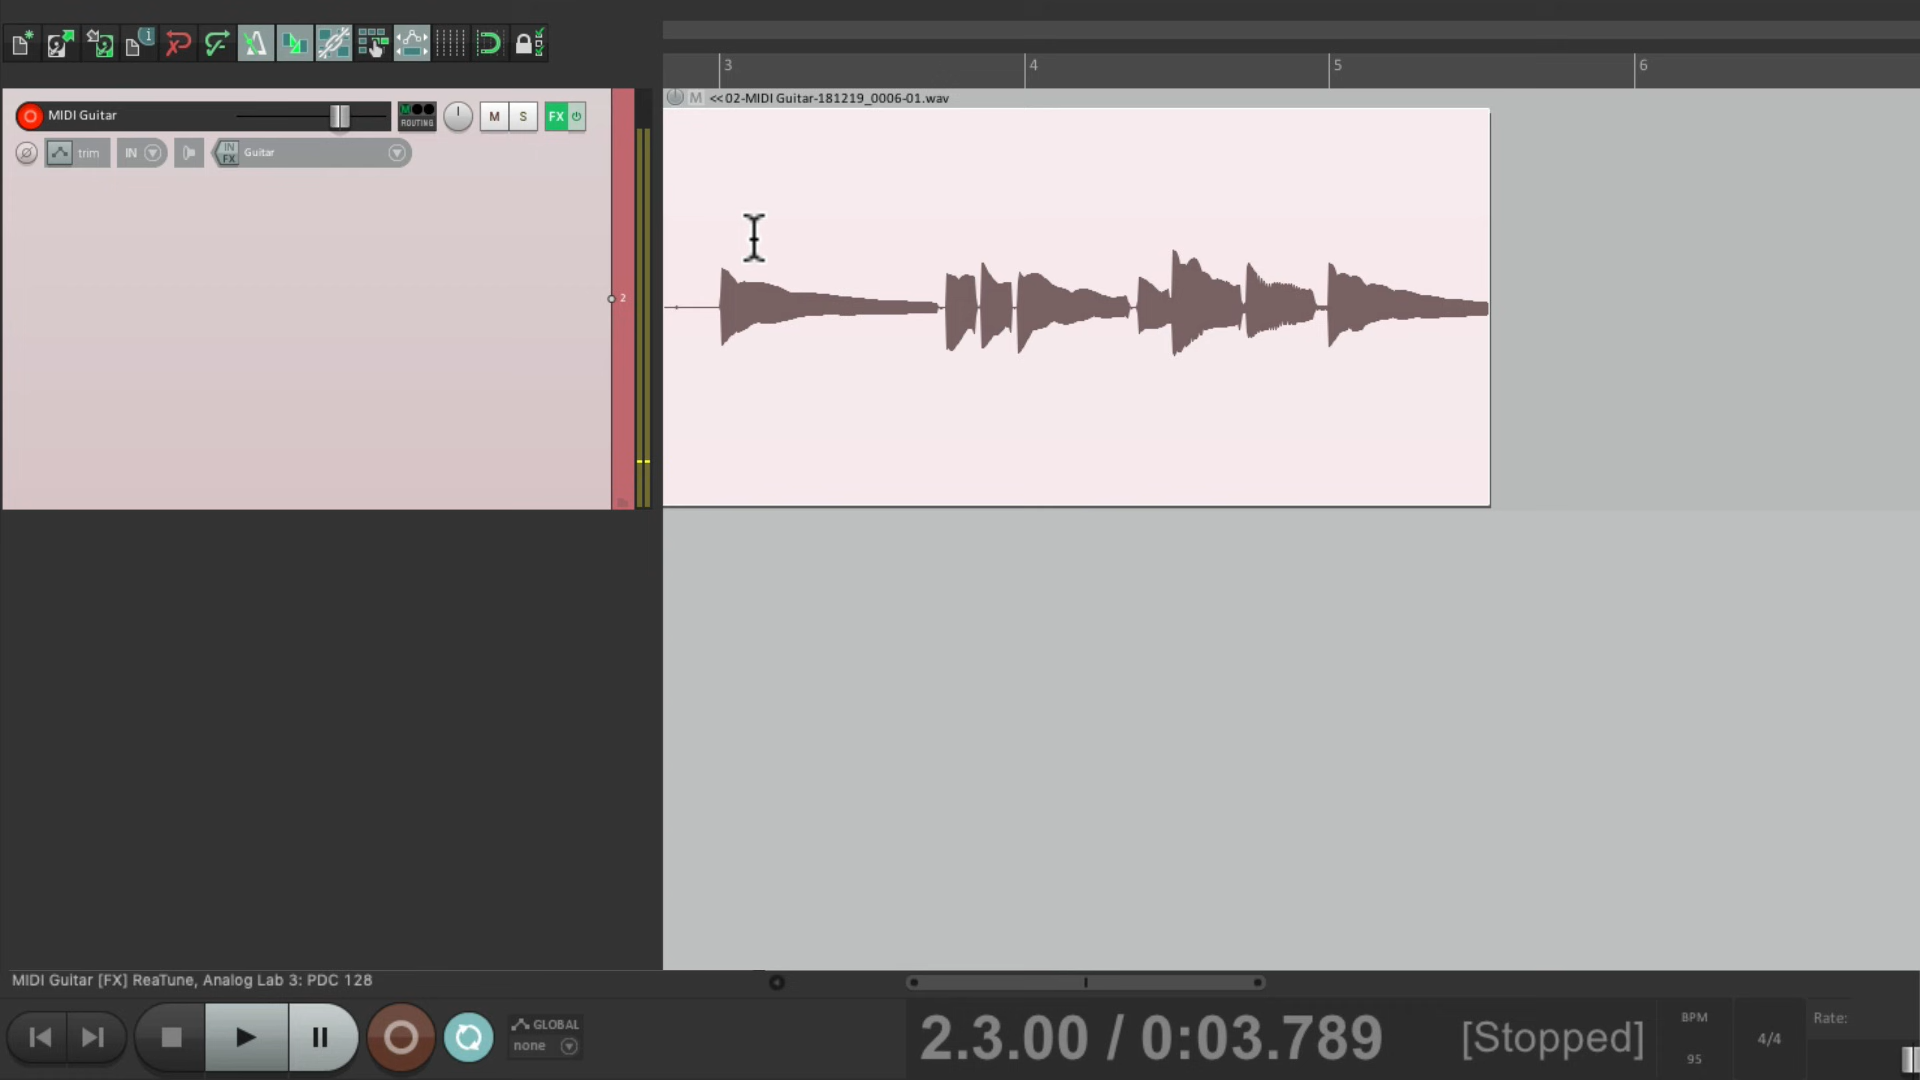 3 4 5 6
MIDI Guitar
ROUTING
M S FX
M <<02-MIDI Guitar-181219_0006-01.wav
trim IN IN FX Guitar
2
MIDI Guitar [FX] ReaTune, Analog Lab 3: PDC 128
GLOBAL
none
2.3.00 / 0:03.789 [Stopped]
BPM
95
4/4
Rate: